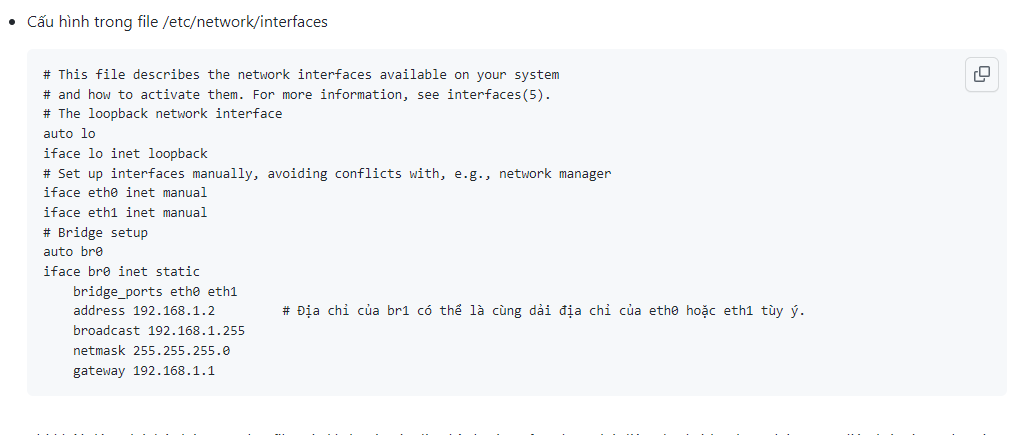 Cấu hình trong file /etc/network/interfaces
# This file describes the network interfaces available on your system
# and how to activate them. For more information, see interfaces(5).
# The loopback network interface
auto lo
iface lo inet loopback
# Set up interfaces manually, avoiding conflicts with, e.g., network manager
iface eth0 inet manual
iface eth1 inet manual
# Bridge setup
auto br0
iface br0 inet static
    bridge_ports eth0 eth1
    address 192.168.1.2         # Địa chỉ của br1 có thể là cùng dải địa chỉ của eth0 hoặc eth1 tùy ý.
    broadcast 192.168.1.255
    netmask 255.255.255.0
    gateway 192.168.1.1